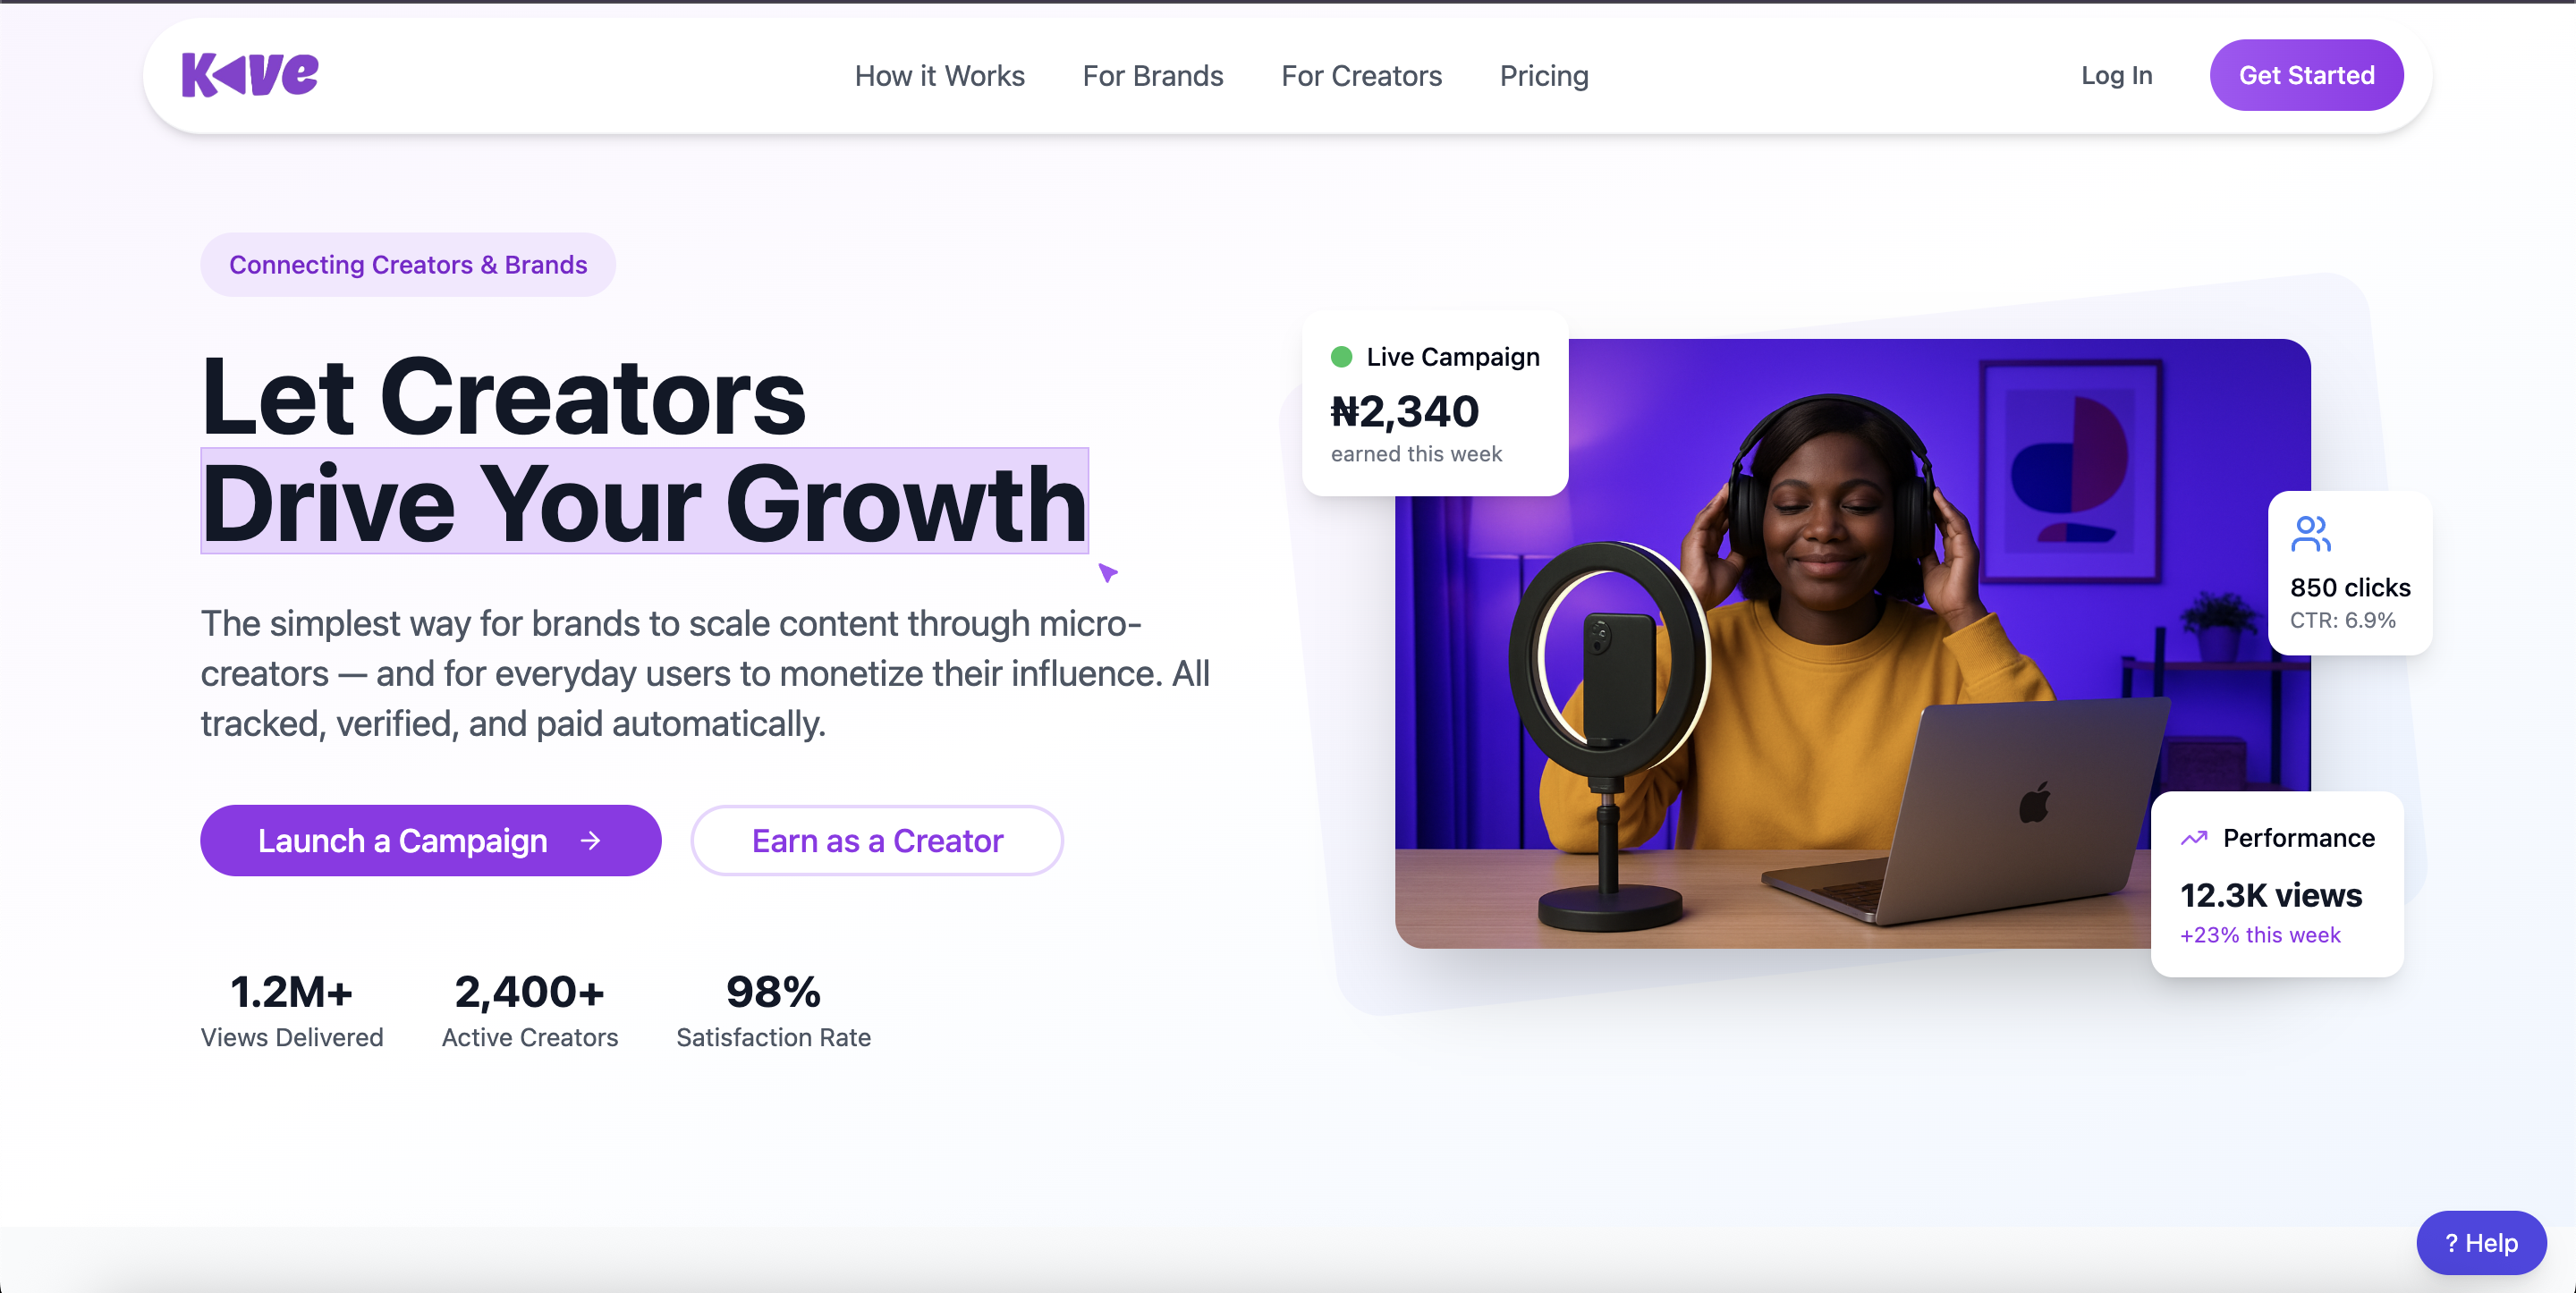 Kave
How it Works
For Brands
For Creators
Pricing
Log In
Get Started
Connecting Creators & Brands
Let Creators
Drive Your Growth
The simplest way for brands to scale content through micro-
creators — and for everyday users to monetize their influence. All
tracked, verified, and paid automatically.
Launch a Campaign →
Earn as a Creator
1.2M+
Views Delivered
2,400+
Active Creators
98%
Satisfaction Rate
Live Campaign
₦2,340
earned this week
850 clicks
CTR: 6.9%
Performance
12.3K views
+23% this week
? Help